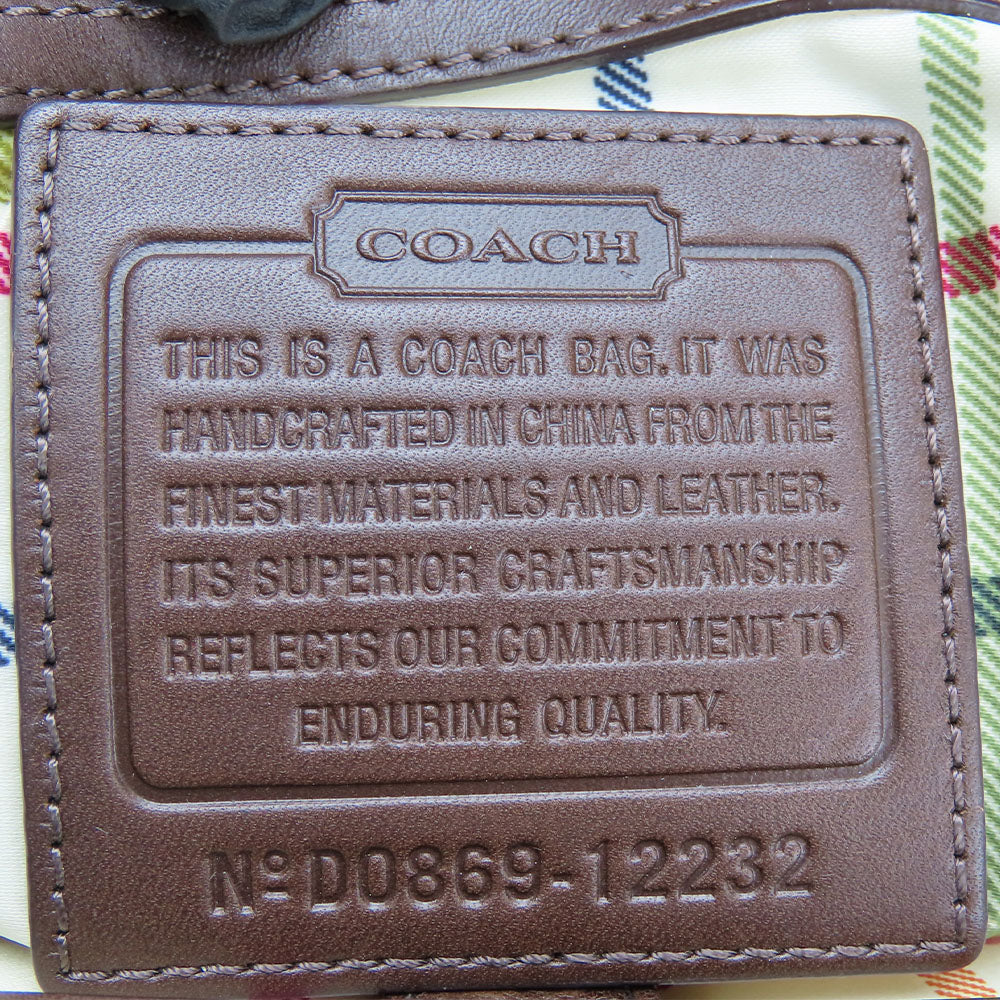 COACH
THIS IS A COACH BAG. IT WAS
HANDCRAFTED IN CHINA FROM THE
FINEST MATERIALS AND LEATHER.
ITS SUPERIOR CRAFTSMANSHIP
REFLECTS OUR COMMITMENT TO
ENDURING QUALITY.
Nº D0869-12232